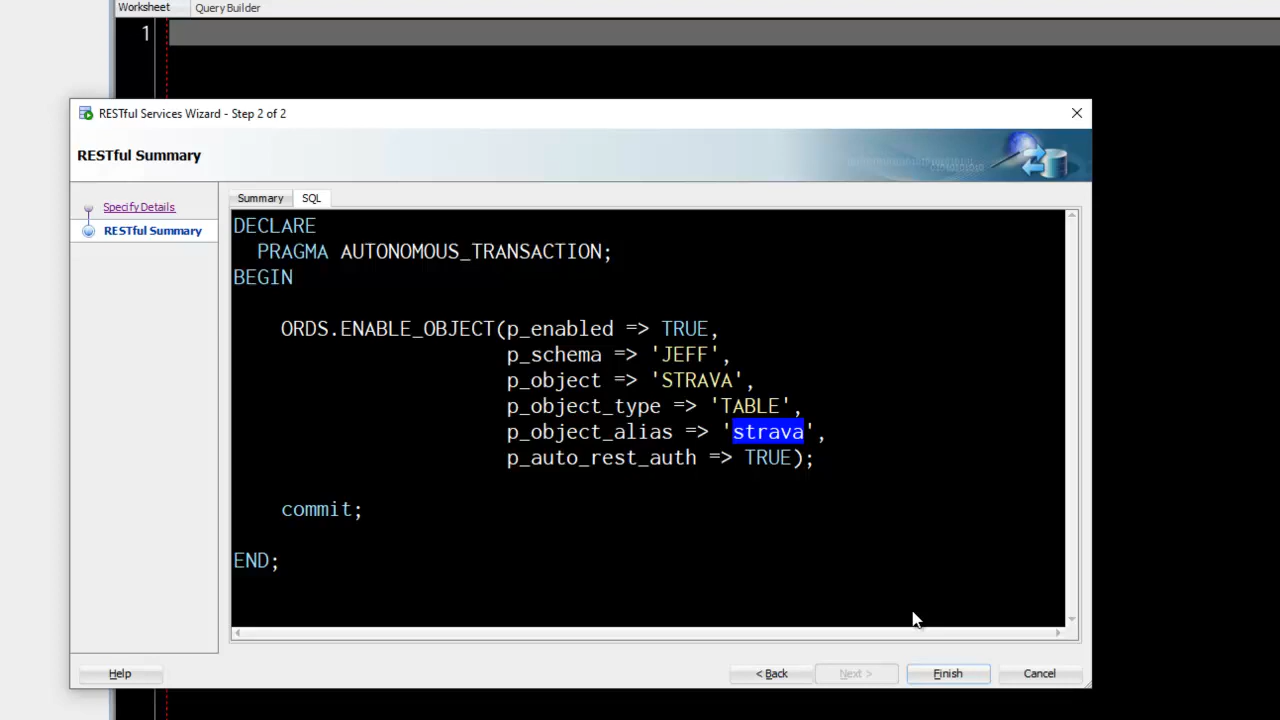 Worksheet Query Builder
1
RESTful Services Wizard - Step 2 of 2
RESTful Summary
Specify Details
RESTful Summary
Summary SQL
DECLARE
PRAGMA AUTONOMOUS_TRANSACTION;
BEGIN
ORDS.ENABLE_OBJECT(p_enabled => TRUE,
p_schema => 'JEFF',
p_object => 'STRAVA',
p_object_type => 'TABLE',
p_object_alias => 'strava',
p_auto_rest_auth => TRUE);
commit;
END;
Help < Back Next > Finish Cancel